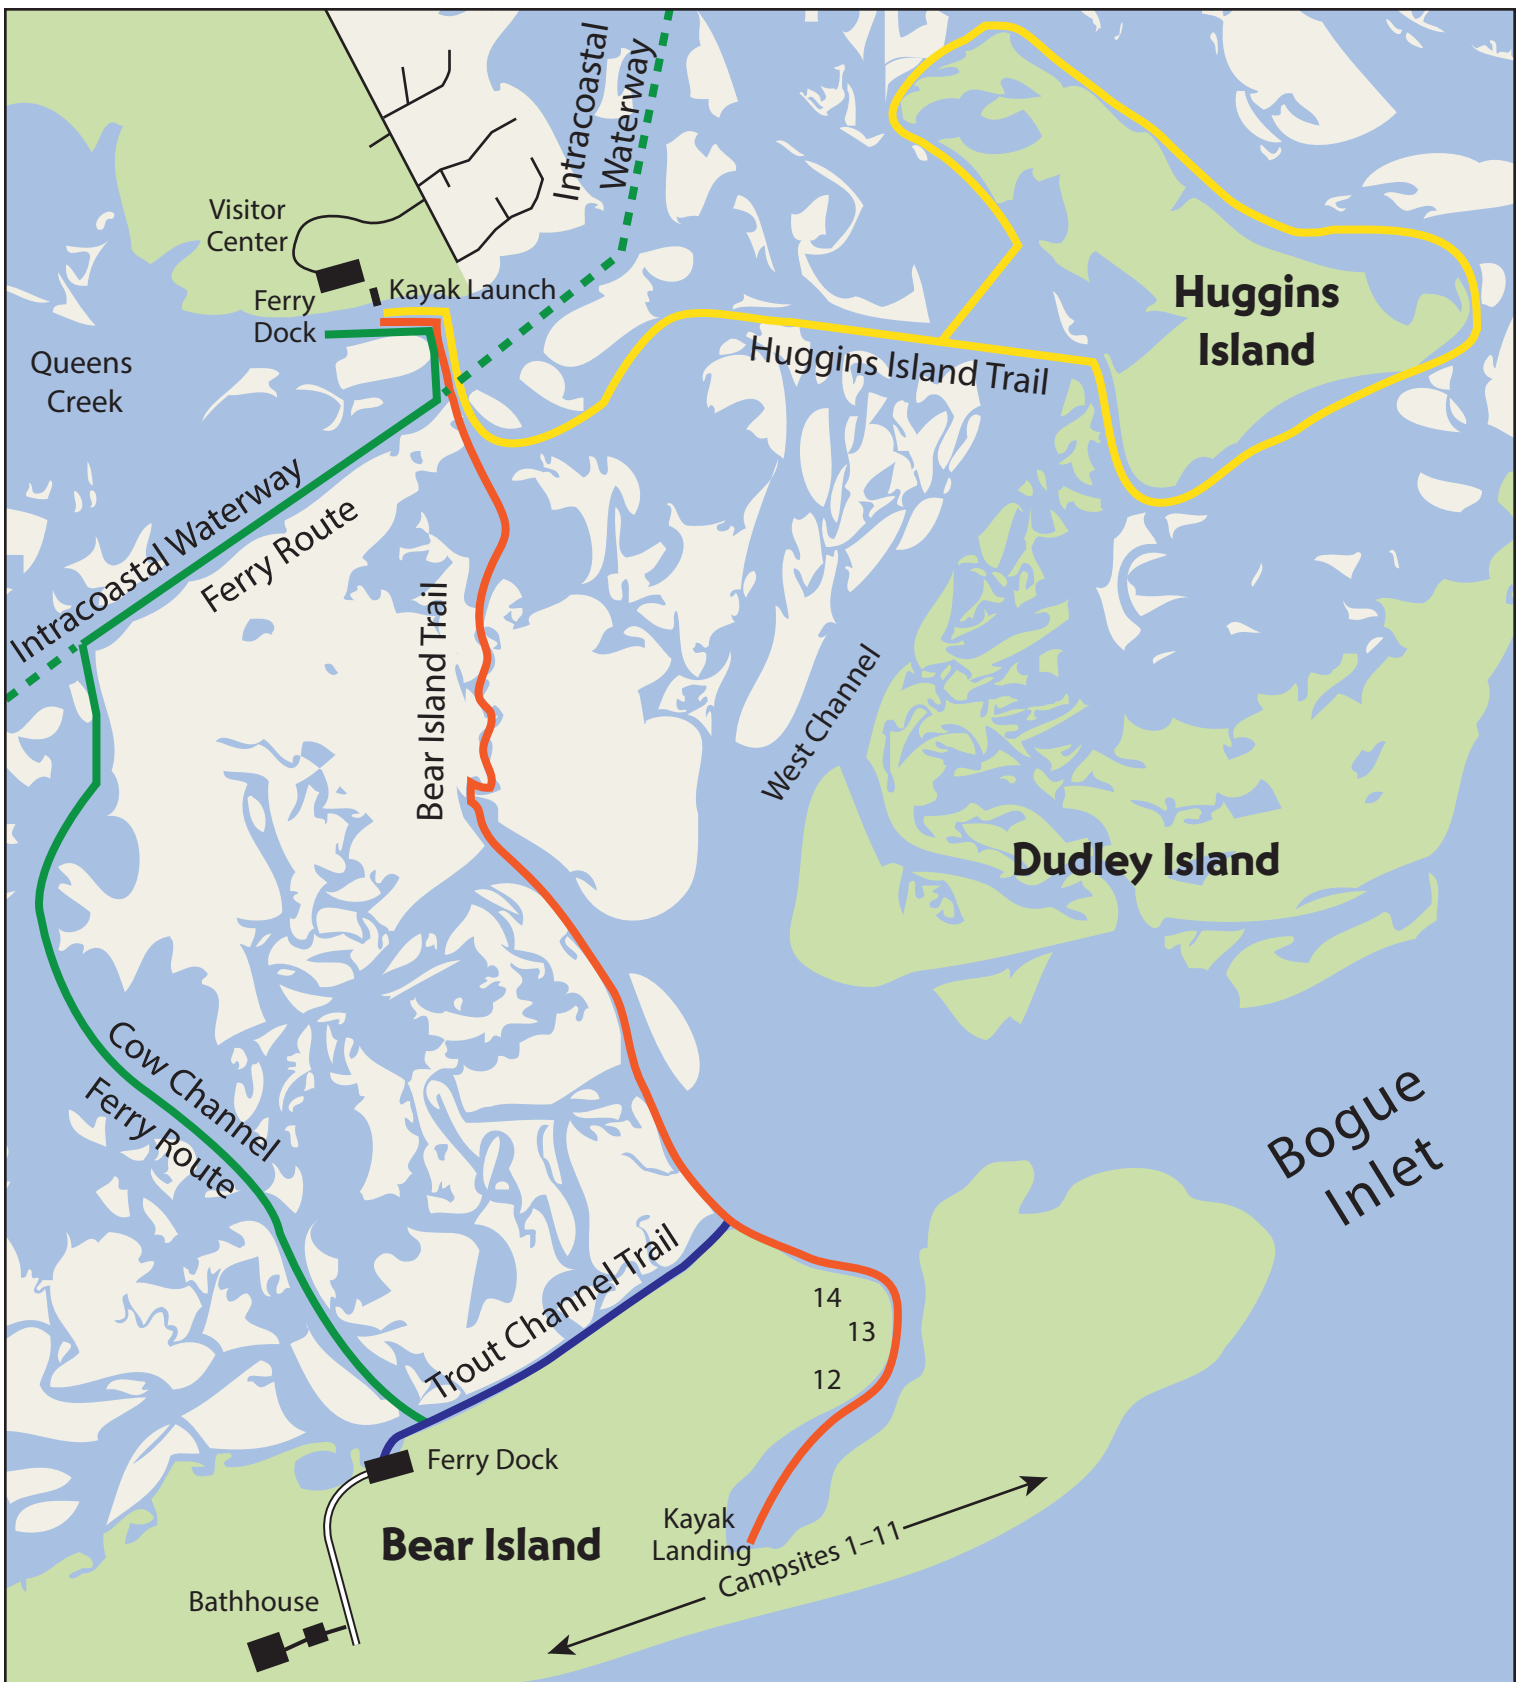 Intracoastal
Waterway
Visitor
Center
Kayak Launch
Ferry
Dock
Queens
Creek
Huggins
Island
Huggins Island Trail
Intracoastal Waterway
Ferry Route
Bear Island Trail
West Channel
Dudley Island
Cow Channel
Ferry Route
Bogue
Inlet
Trout Channel Trail
14
13
12
Ferry Dock
Kayak
Landing
Bear Island
Campsites 1–11
Bathhouse